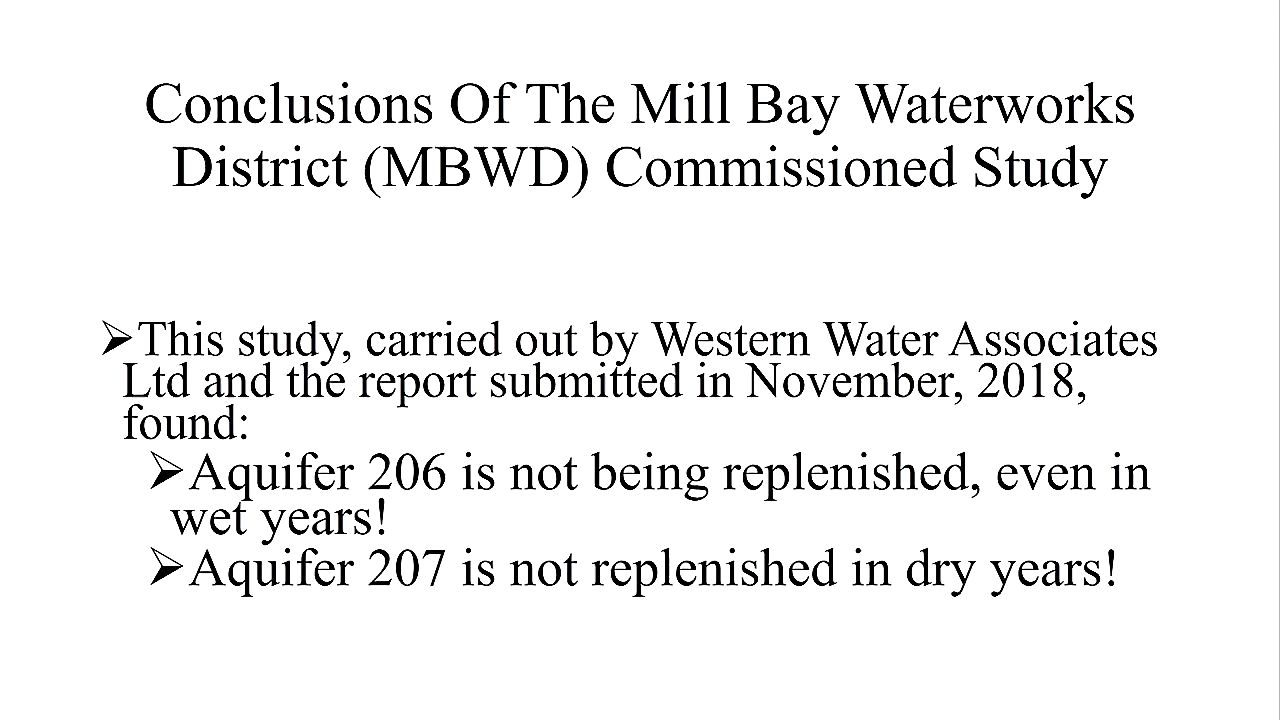 Conclusions Of The Mill Bay Waterworks
District (MBWD) Commissioned Study
➢This study, carried out by Western Water Associates
Ltd and the report submitted in November, 2018,
found:
➢Aquifer 206 is not being replenished, even in
wet years!
➢Aquifer 207 is not replenished in dry years!